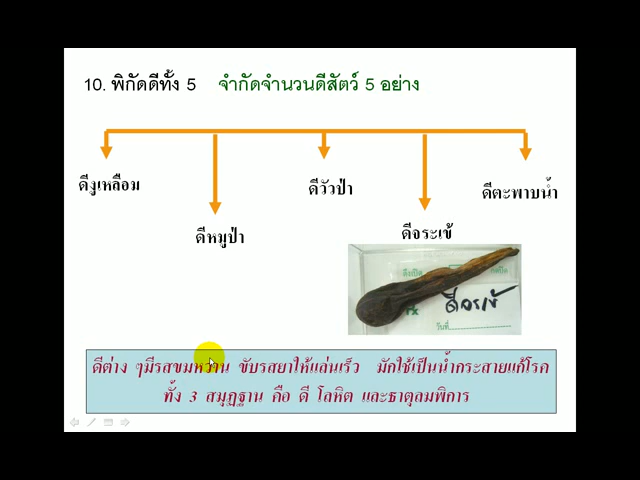 10. พิกัดดีทั้ง 5 จำกัดจำนวนดีสัตว์ 5 อย่าง
ดีงูเหลือม
ดีหมูป่า
ดีวัวป่า
ดีจระเข้
ดีตะพาบน้ำ
ดีจรเข้
วันที่
ดีต่าง ๆมีรสขมหวาน ขับรสยาให้แล่นเร็ว มักใช้เป็นน้ำกระสายแก้โรค
ทั้ง 3 สมุฏฐาน คือ ดี โลหิต และธาตุลมพิการ